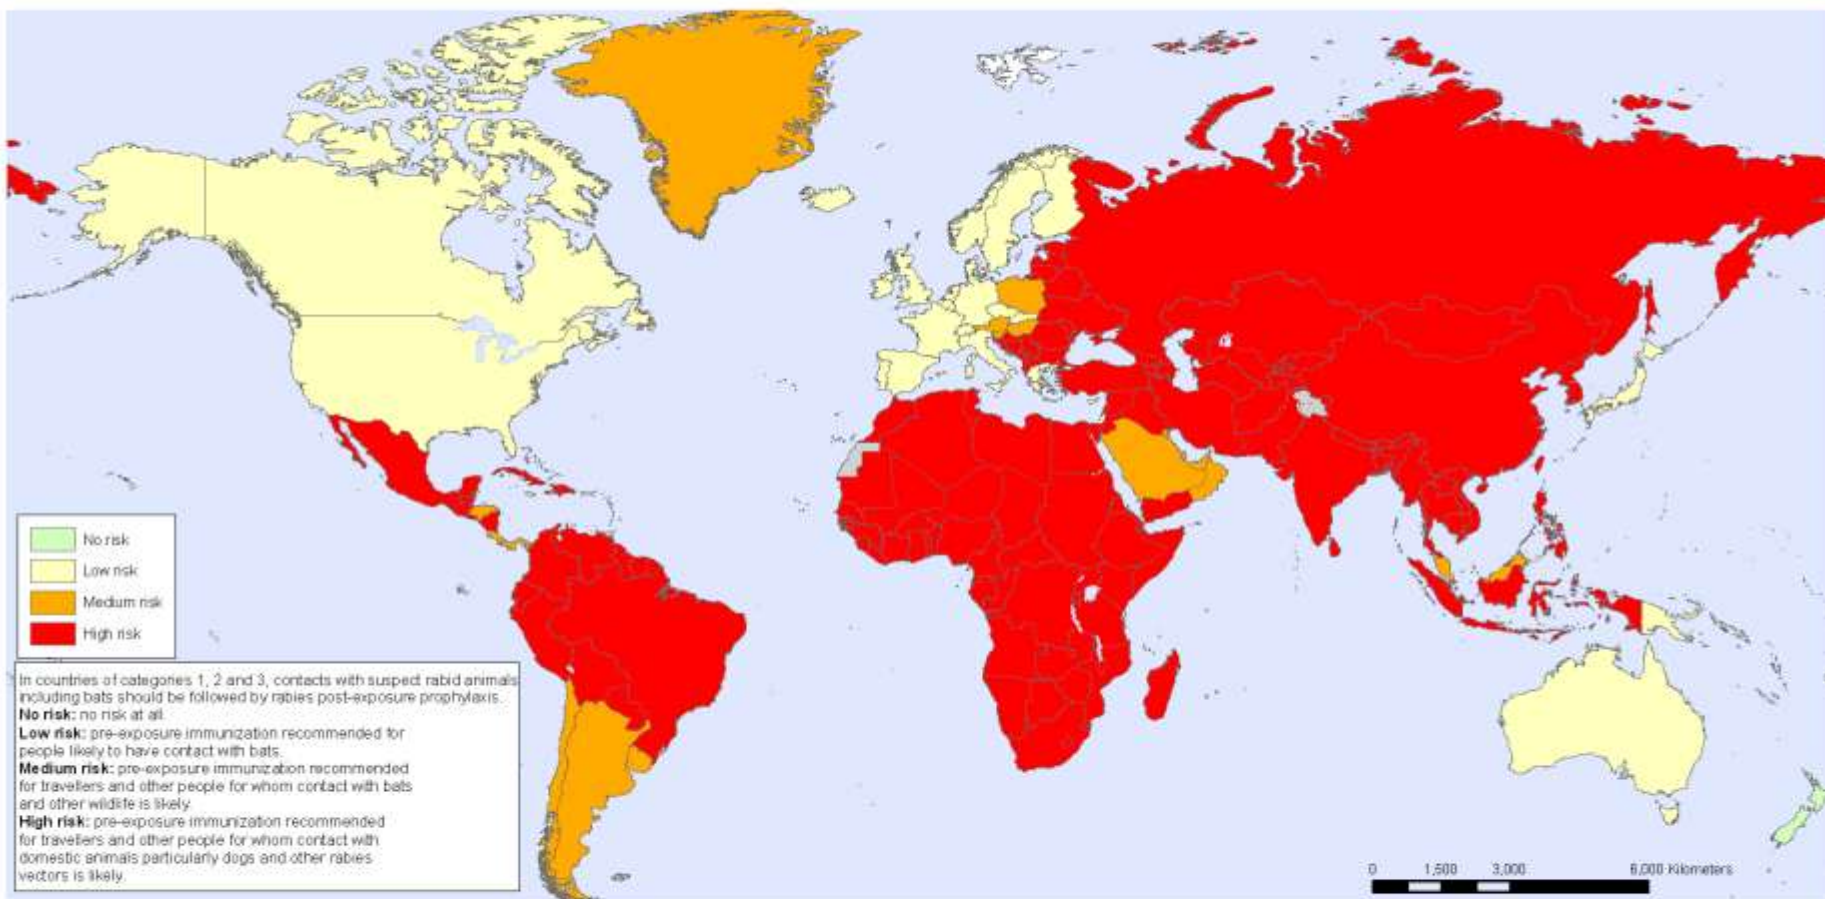 No risk
Low risk
Medium risk
High risk
In countries of categories 1, 2 and 3, contacts with suspect rabid animals
including bats should be followed by rabies post-exposure prophylaxis.
No risk: no risk at all.
Low risk: pre-exposure immunization recommended for
people likely to have contact with bats.
Medium risk: pre-exposure immunization recommended
for travellers and other people for whom contact with bats
and other wildlife is likely.
High risk: pre-exposure immunization recommended
for travellers and other people for whom contact with
domestic animals particularly dogs and other rabies
vectors is likely.
0 1,500 3,000 6,000 Kilometers